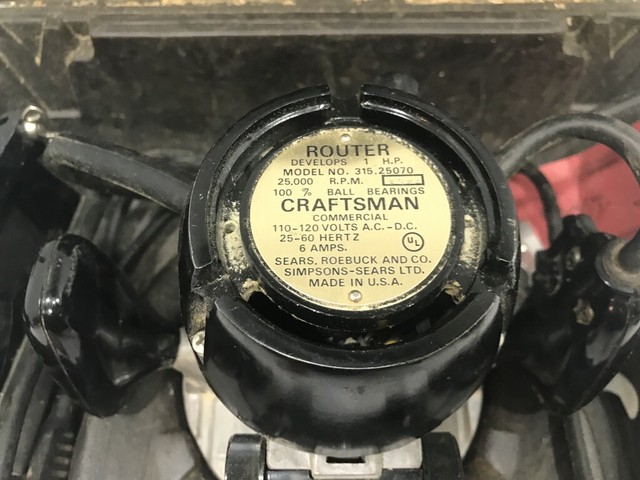 ROUTER
DEVELOPS 1 H.P.
MODEL NO. 315.25070
25,000 R.P.M.
100 % BALL BEARINGS
CRAFTSMAN
COMMERCIAL
110-120 VOLTS A.C.-D.C.
25-60 HERTZ
6 AMPS.
UL
SEARS, ROEBUCK AND CO.
SIMPSONS-SEARS LTD.
MADE IN U.S.A.